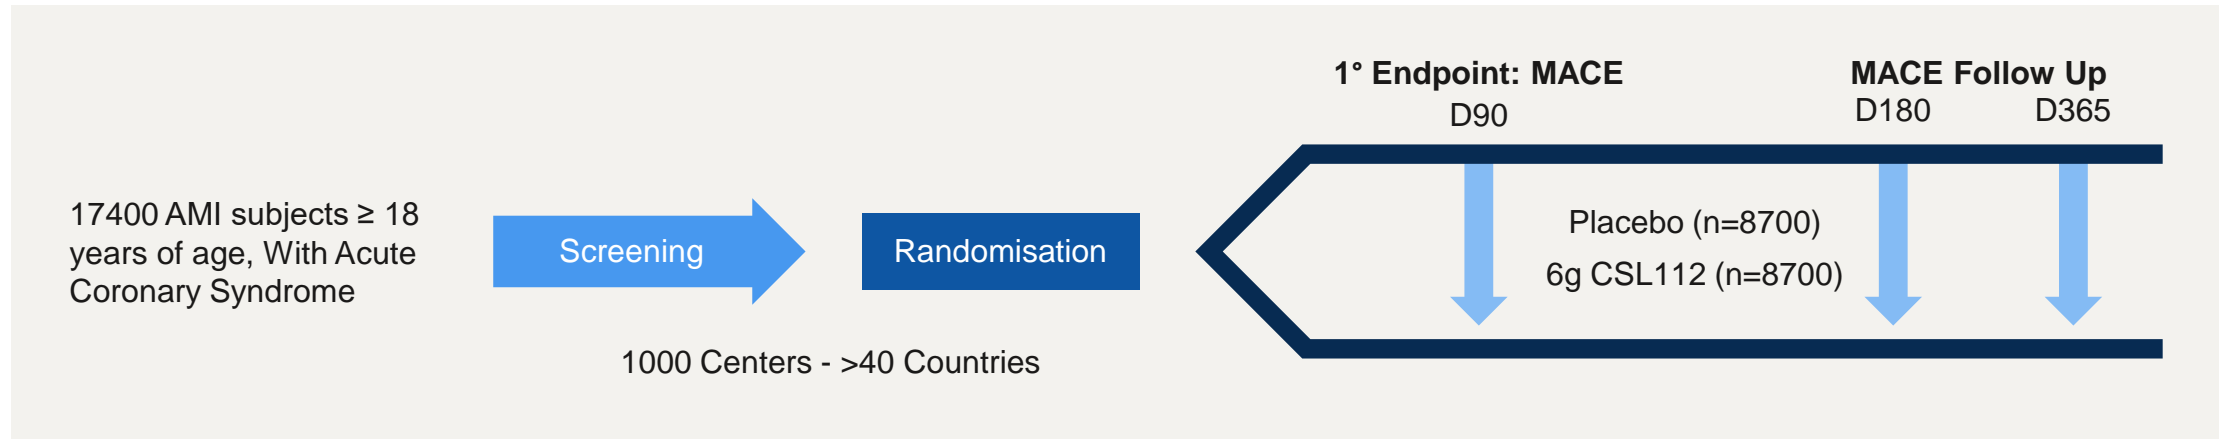 17400 AMI subjects ≥ 18
years of age, With Acute
Coronary Syndrome
Screening
Randomisation
1000 Centers - >40 Countries
1° Endpoint: MACE
D90
MACE Follow Up
D180
D365
Placebo (n=8700)
6g CSL112 (n=8700)